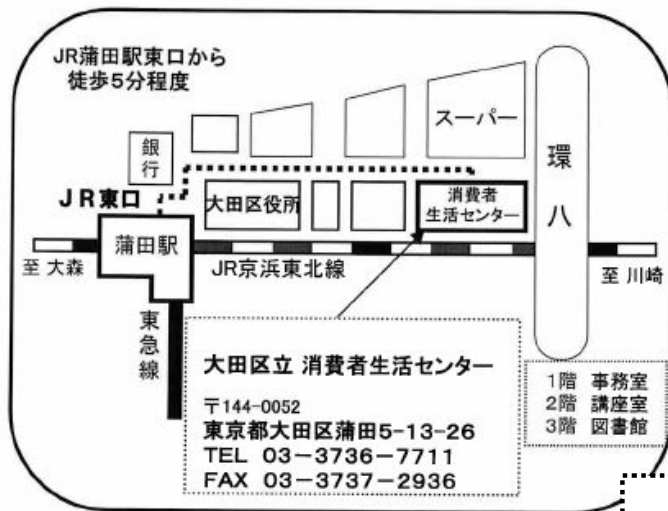 JR蒲田駅東口から
徒歩5分程度
スーパー
銀行
環八
JR東口
大田区役所
消費者
生活センター
蒲田駅
至 大森
JR京浜東北線
至 川崎
東急線
大田区立 消費者生活センター
〒144-0052
東京都大田区蒲田5-13-26
TEL 03-3736-7711
FAX 03-3737-2936
1階 事務室
2階 講座室
3階 図書館